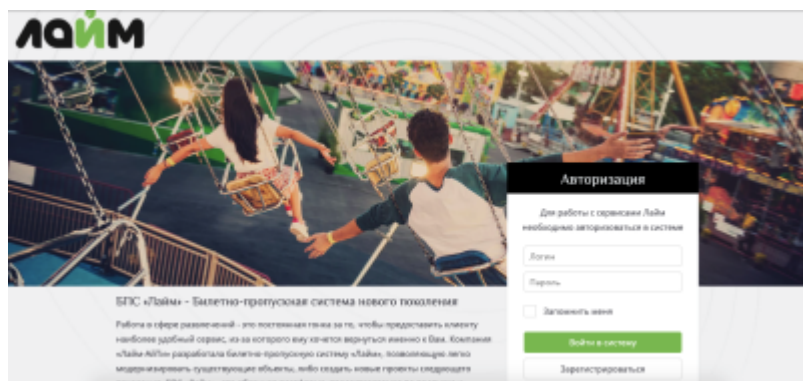 лайм
Авторизация
Для работы с сервисами Лайм
необходимо авторизоваться в системе
Логин
Пароль
Запомнить меня
Войти в систему
Зарегистрироваться
БПС «Лайм» - Билетно-пропускная система нового поколения
Работа в сфере развлечений - это постоянная гонка за то, чтобы предоставить клиенту
наиболее удобный сервис, из-за которого ему хочется вернуться именно к Вам. Компания
«Лайм разработала билетно-пропускную систему «Лайм», позволяющую легко
модернизировать существующие объекты, либо создать новые проекты следующего